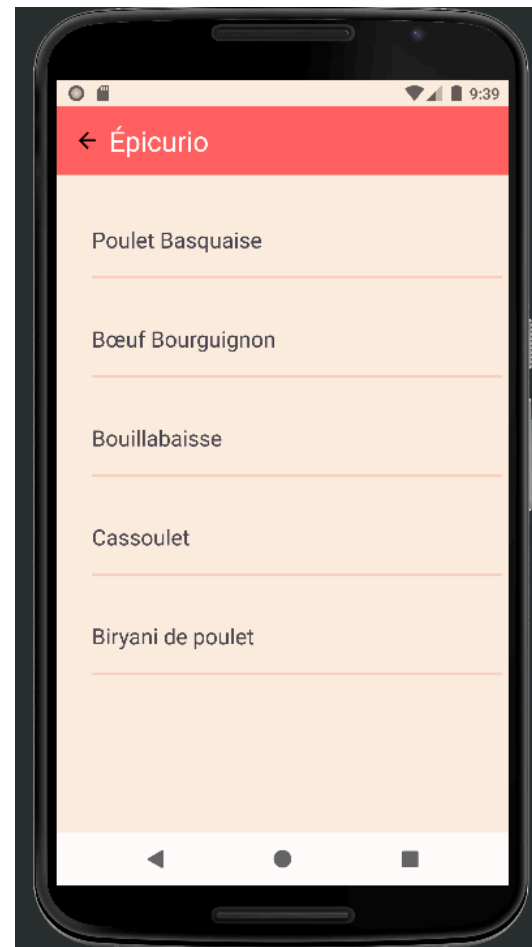 9:39
Épicurio
Poulet Basquaise
Bœuf Bourguignon
Bouillabaisse
Cassoulet
Biryani de poulet